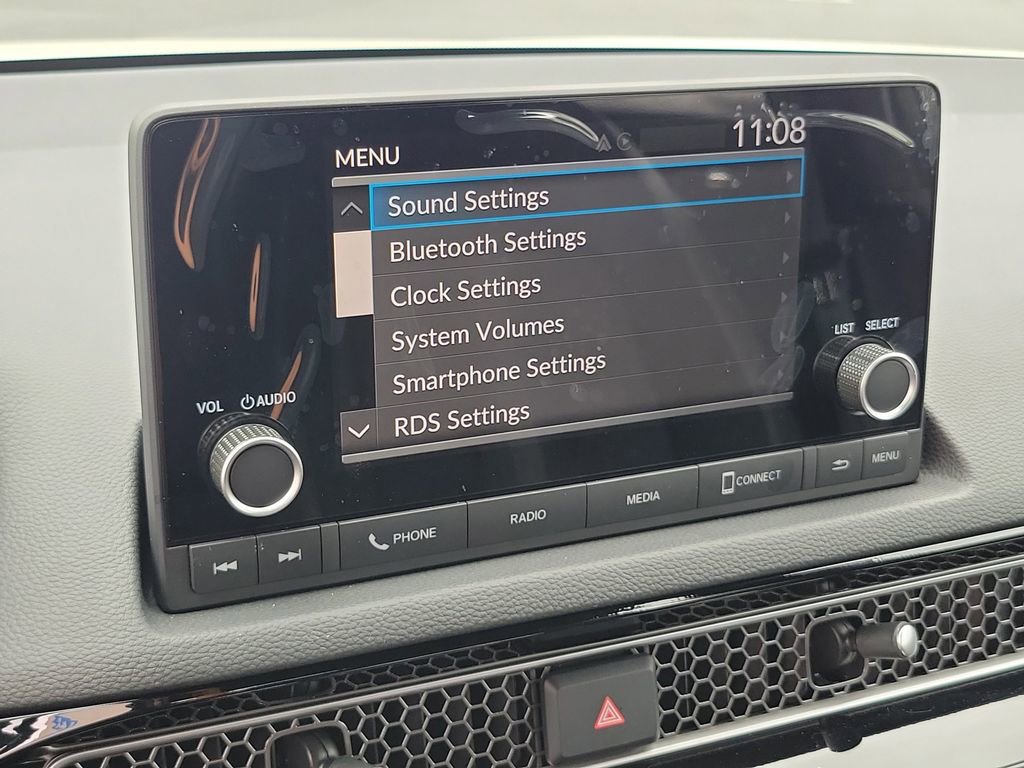 11:08
MENU
Sound Settings
Bluetooth Settings
Clock Settings
System Volumes
Smartphone Settings
RDS Settings
VOL AUDIO
LIST SELECT
PHONE
RADIO
MEDIA
CONNECT
MENU